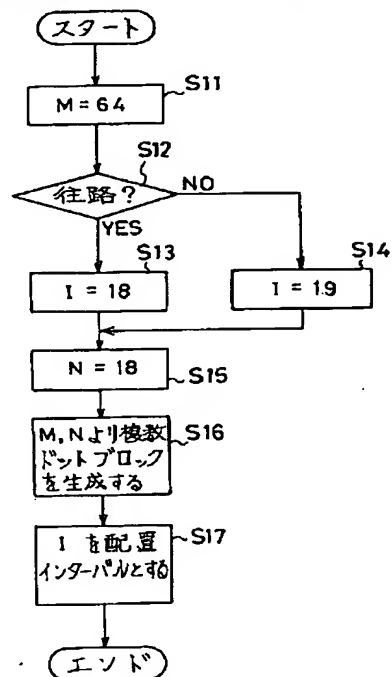 スタート
S11
M = 64
S12
往路?
NO
YES
S13
S14
I = 18
I = 19
N = 18
S15
M, N より複数
ドットブロック
を生成する
S16
I を配置
インターバルとする
S17
エンド